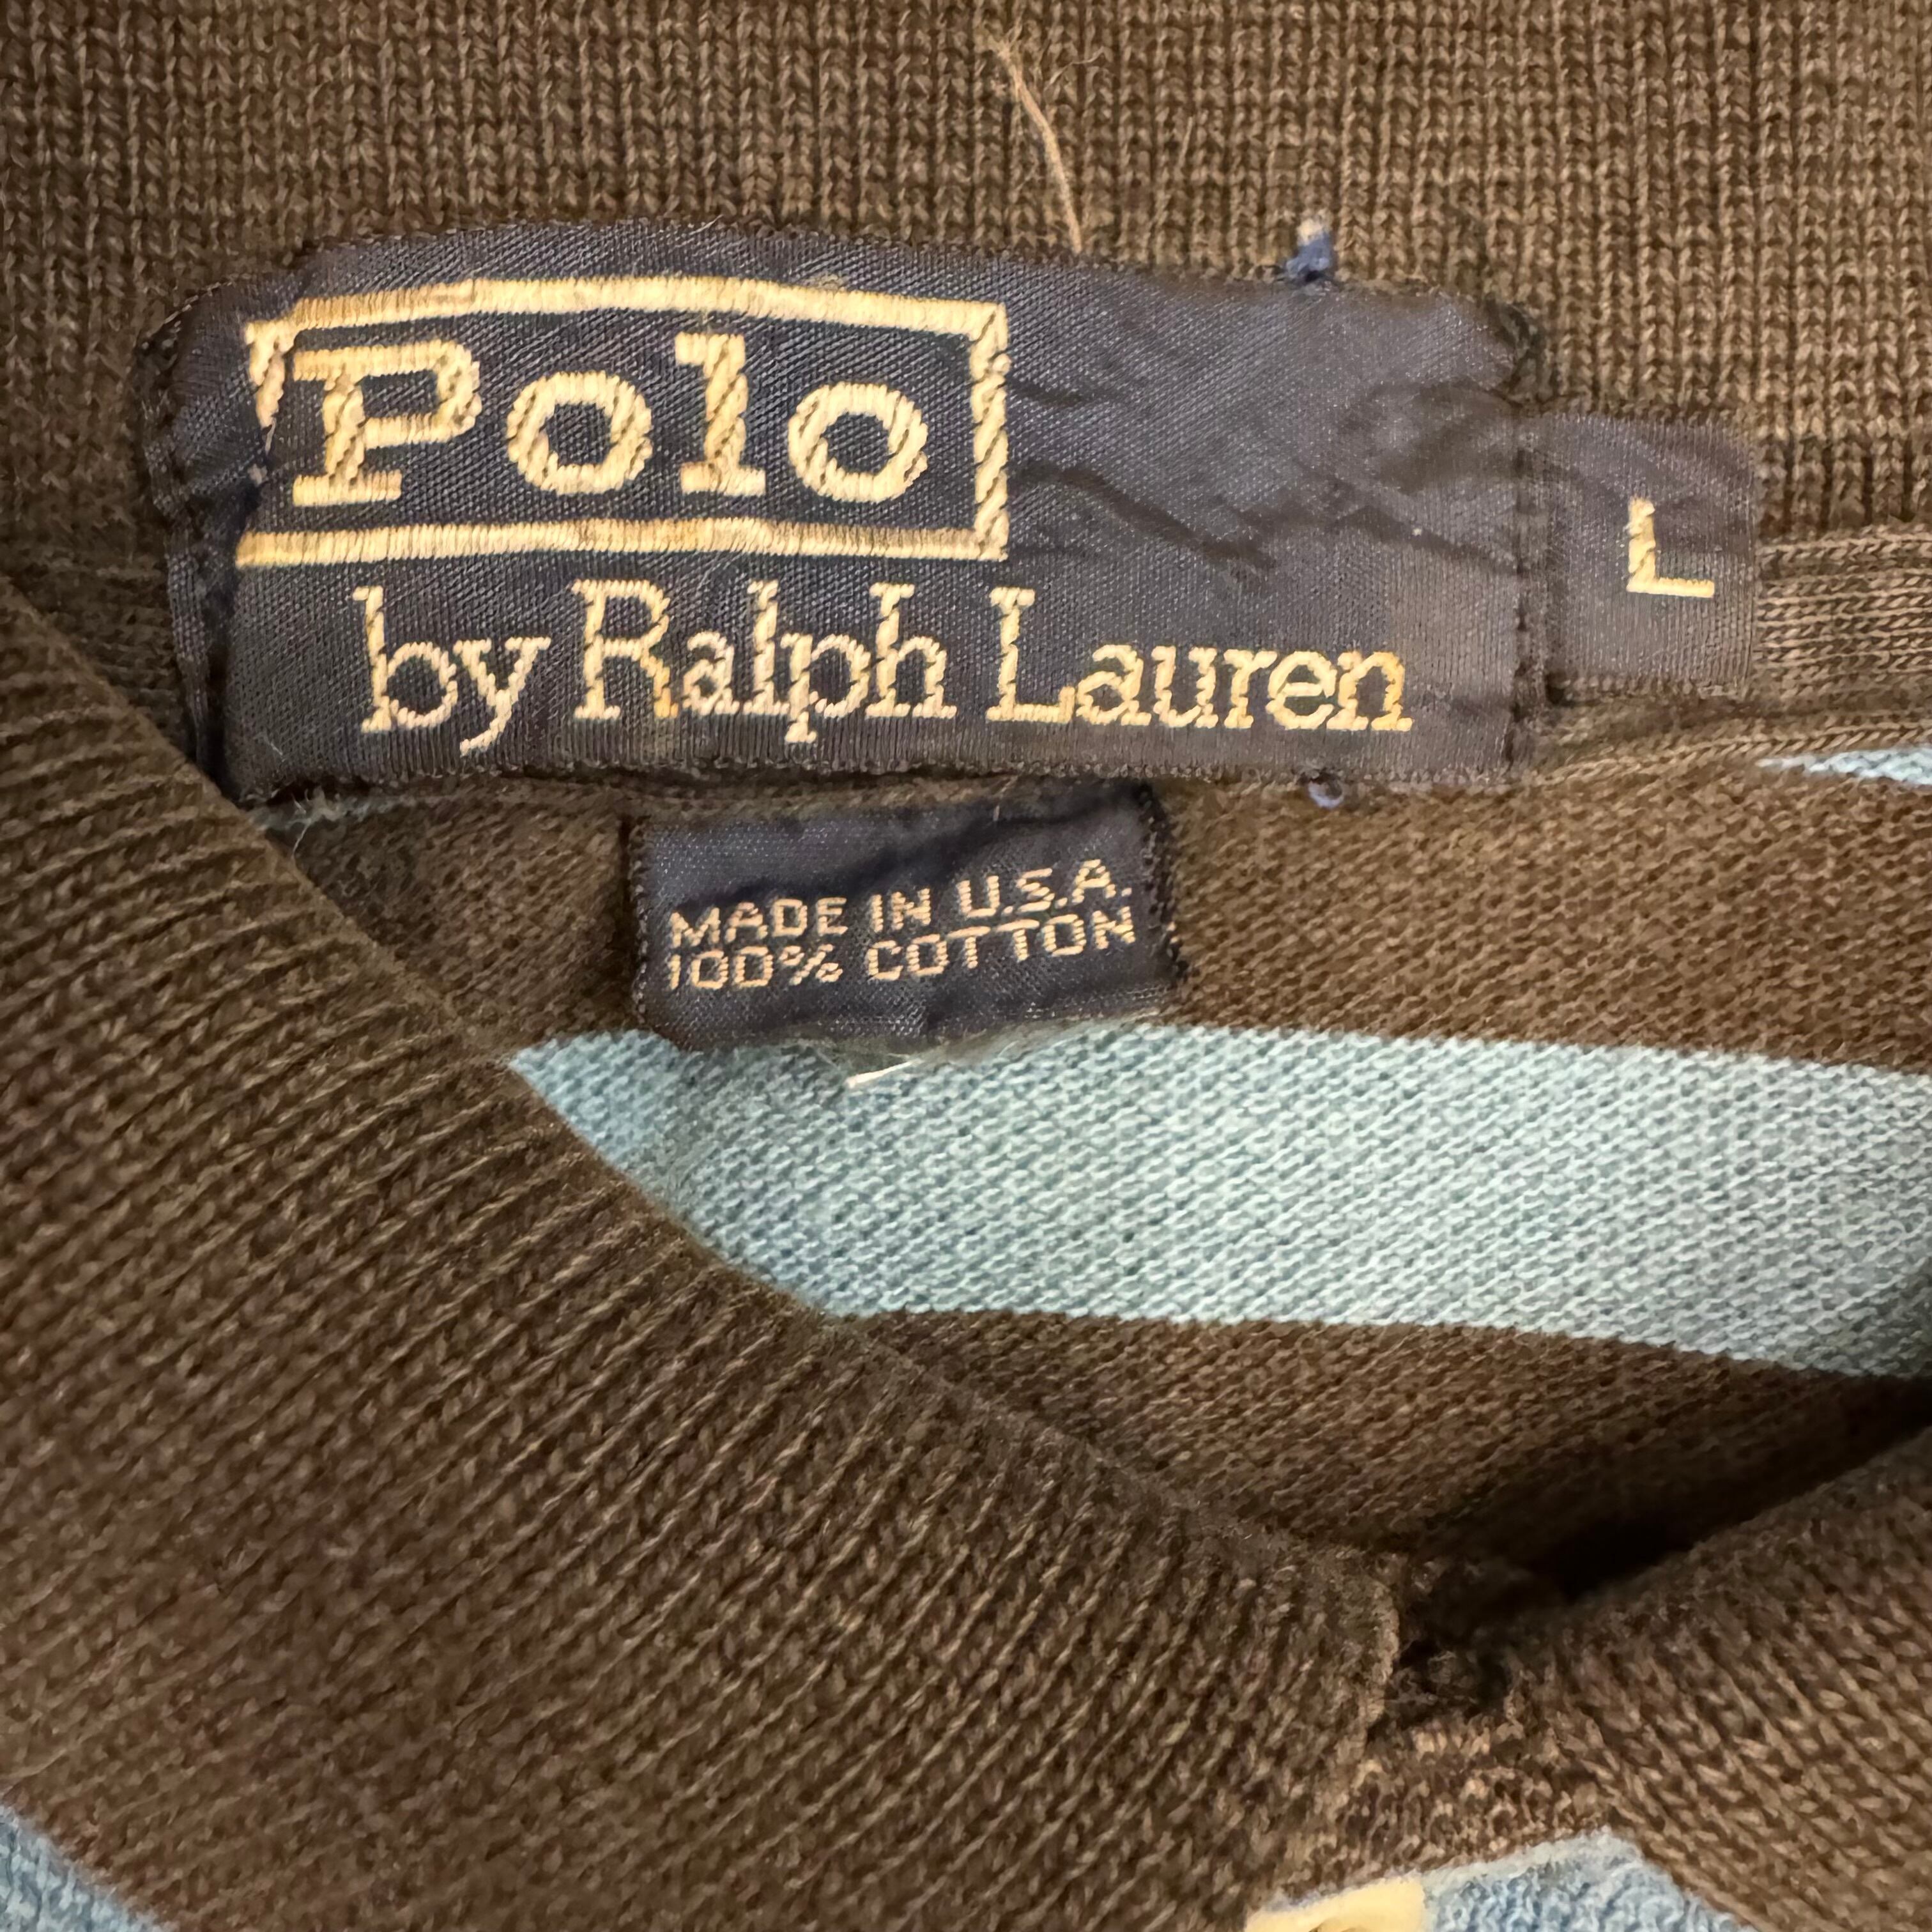 Polo
by Ralph Lauren
L
MADE IN U.S.A.
100% COTTON